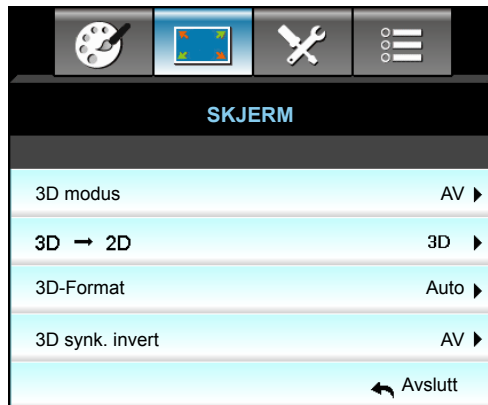 SKJERM
3D modus AV
3D → 2D 3D
3D-Format Auto
3D synk. invert AV
Avslutt